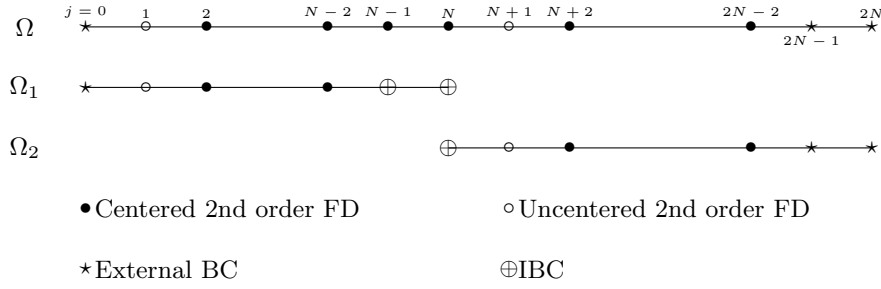 j = 0 1 2 N − 2 N − 1 N N + 1 N + 2 2N − 2 2N − 1 2N
Ω
Ω₁
Ω₂
Centered 2nd order FD Uncentered 2nd order FD
External BC IBC